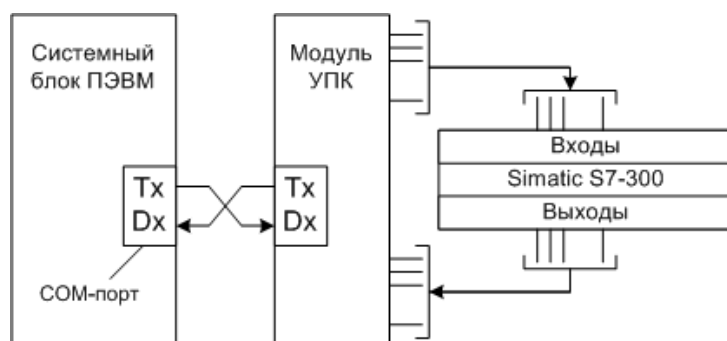 Системный
блок ПЭВМ
Модуль
УПК
Tx
Dx
Tx
Dx
COM-порт
Входы
Simatic S7-300
Выходы